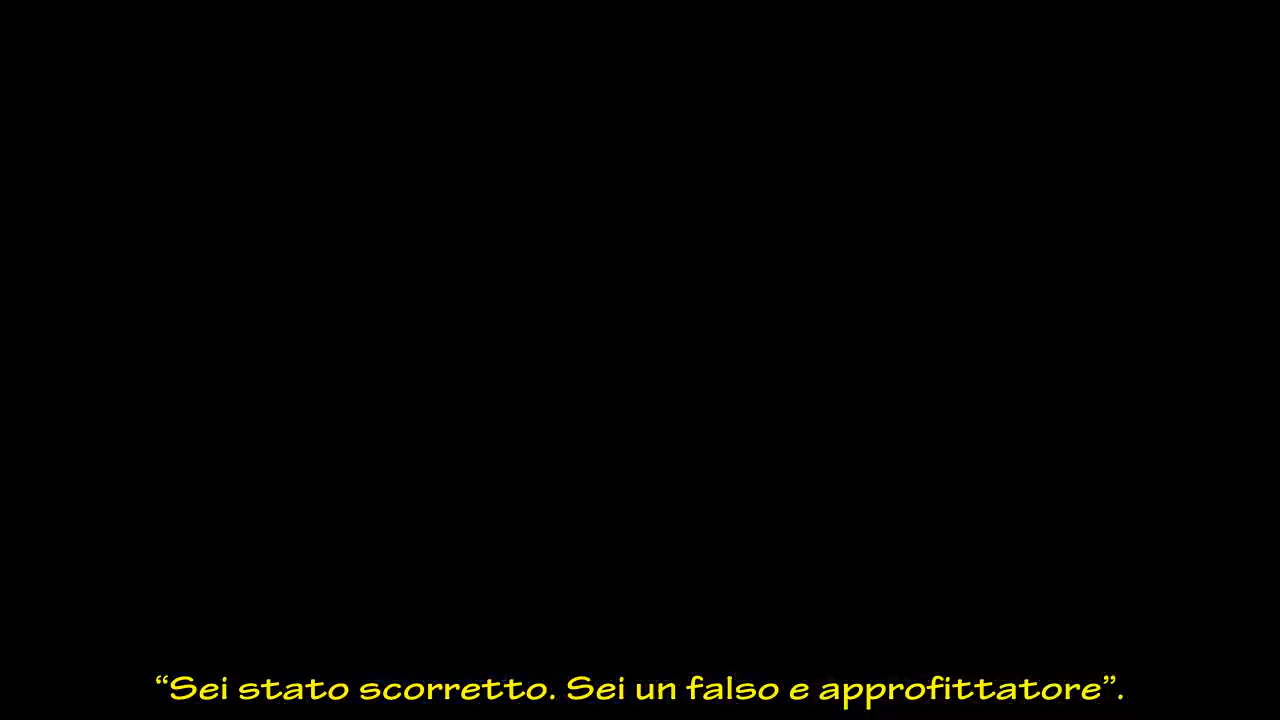 “Sei stato scorretto. Sei un falso e approfittatore”.